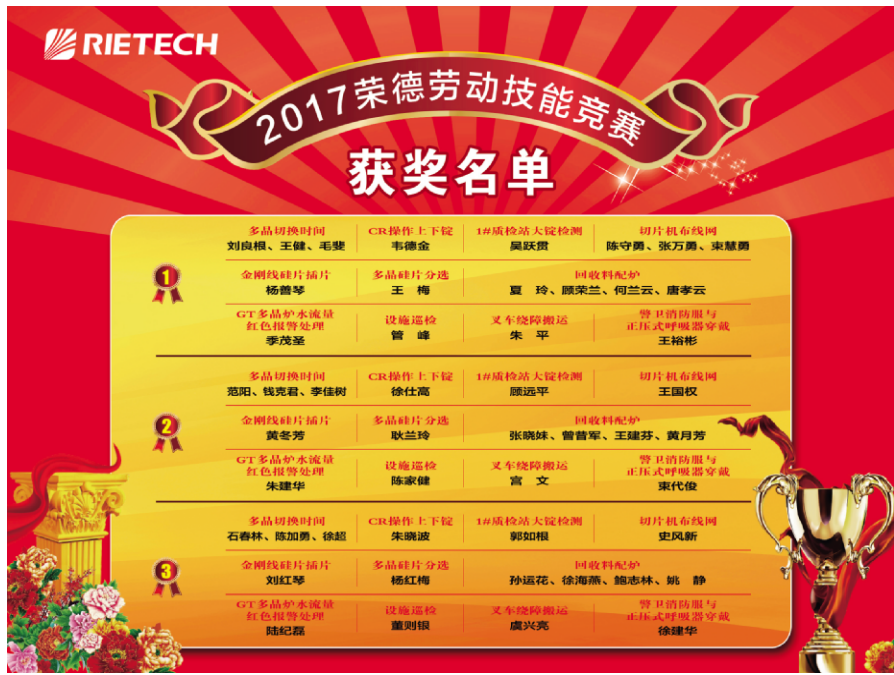 RIETECH
2017荣德劳动技能竞赛
获奖名单
1
多晶切换时间 CR操作上下锭 1#质检站大锭检测 切片机布线网
刘良根、王健、毛斐 韦德金 吴跃贯 陈守勇、张万勇、束慧勇
金刚线硅片插片 多晶硅片分选 回收料配炉
杨善琴 王 梅 夏 玲、顾荣兰、何兰云、唐孝云
GT多晶炉水流量 设施巡检 叉车绕障搬运 警卫消防服与
红色报警处理 正压式呼吸器穿戴
季茂圣 管 峰 朱 平 王裕彬
2
多晶切换时间 CR操作上下锭 1#质检站大锭检测 切片机布线网
范阳、钱克君、李佳树 徐仕高 顾远平 王国权
金刚线硅片插片 多晶硅片分选 回收料配炉
黄冬芳 耿兰玲 张晓妹、曾昔军、王建芬、黄月芳
GT多晶炉水流量 设施巡检 叉车绕障搬运 警卫消防服与
红色报警处理 正压式呼吸器穿戴
朱建华 陈家健 宫 文 束代俊
3
多晶切换时间 CR操作上下锭 1#质检站大锭检测 切片机布线网
石春林、陈加勇、徐超 朱晓波 郭如根 史风新
金刚线硅片插片 多晶硅片分选 回收料配炉
刘红琴 杨红梅 孙运花、徐海燕、鲍志林、姚 静
GT多晶炉水流量 设施巡检 叉车绕障搬运 警卫消防服与
红色报警处理 正压式呼吸器穿戴
陆纪磊 董则银 虞兴亮 徐建华